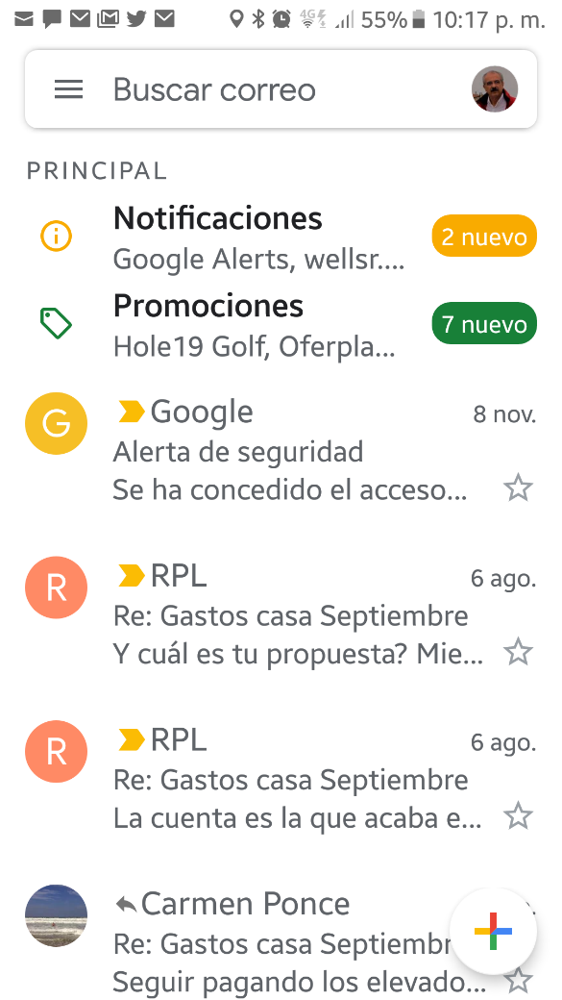 4G 55% 10:17 p. m.
Buscar correo
PRINCIPAL
Notificaciones
Google Alerts, wellsr....
2 nuevo
Promociones
Hole19 Golf, Oferpla...
7 nuevo
G
Google
8 nov.
Alerta de seguridad
Se ha concedido el acceso...
R
RPL
6 ago.
Re: Gastos casa Septiembre
Y cuál es tu propuesta? Mie...
R
RPL
6 ago.
Re: Gastos casa Septiembre
La cuenta es la que acaba e...
Carmen Ponce
Re: Gastos casa Septiembr
Seguir pagando los elevado...